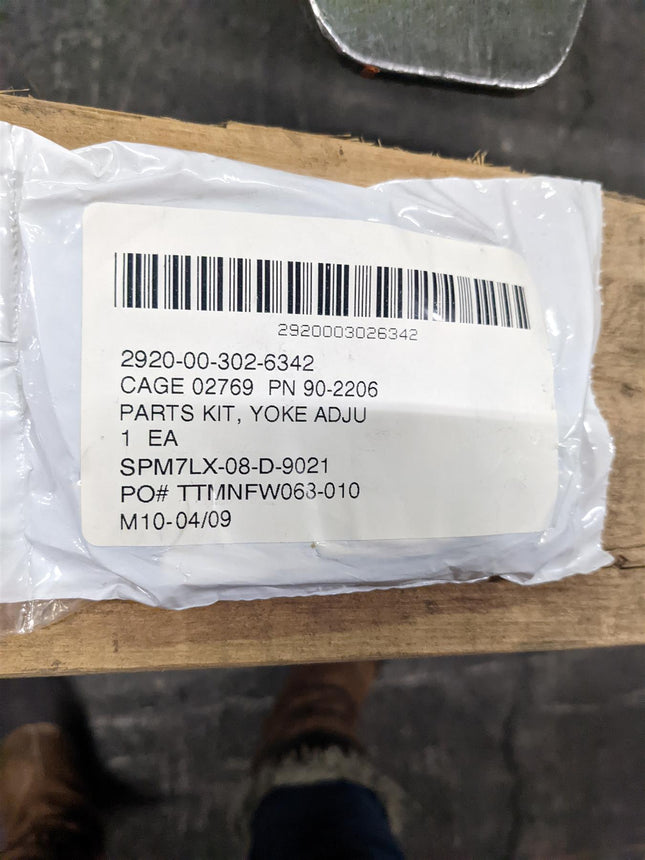 2920003026342
2920-00-302-6342
CAGE 02769 PN 90-2206
PARTS KIT, YOKE ADJU
1 EA
SPM7LX-08-D-9021
PO# TTMNFW063-010
M10-04/09